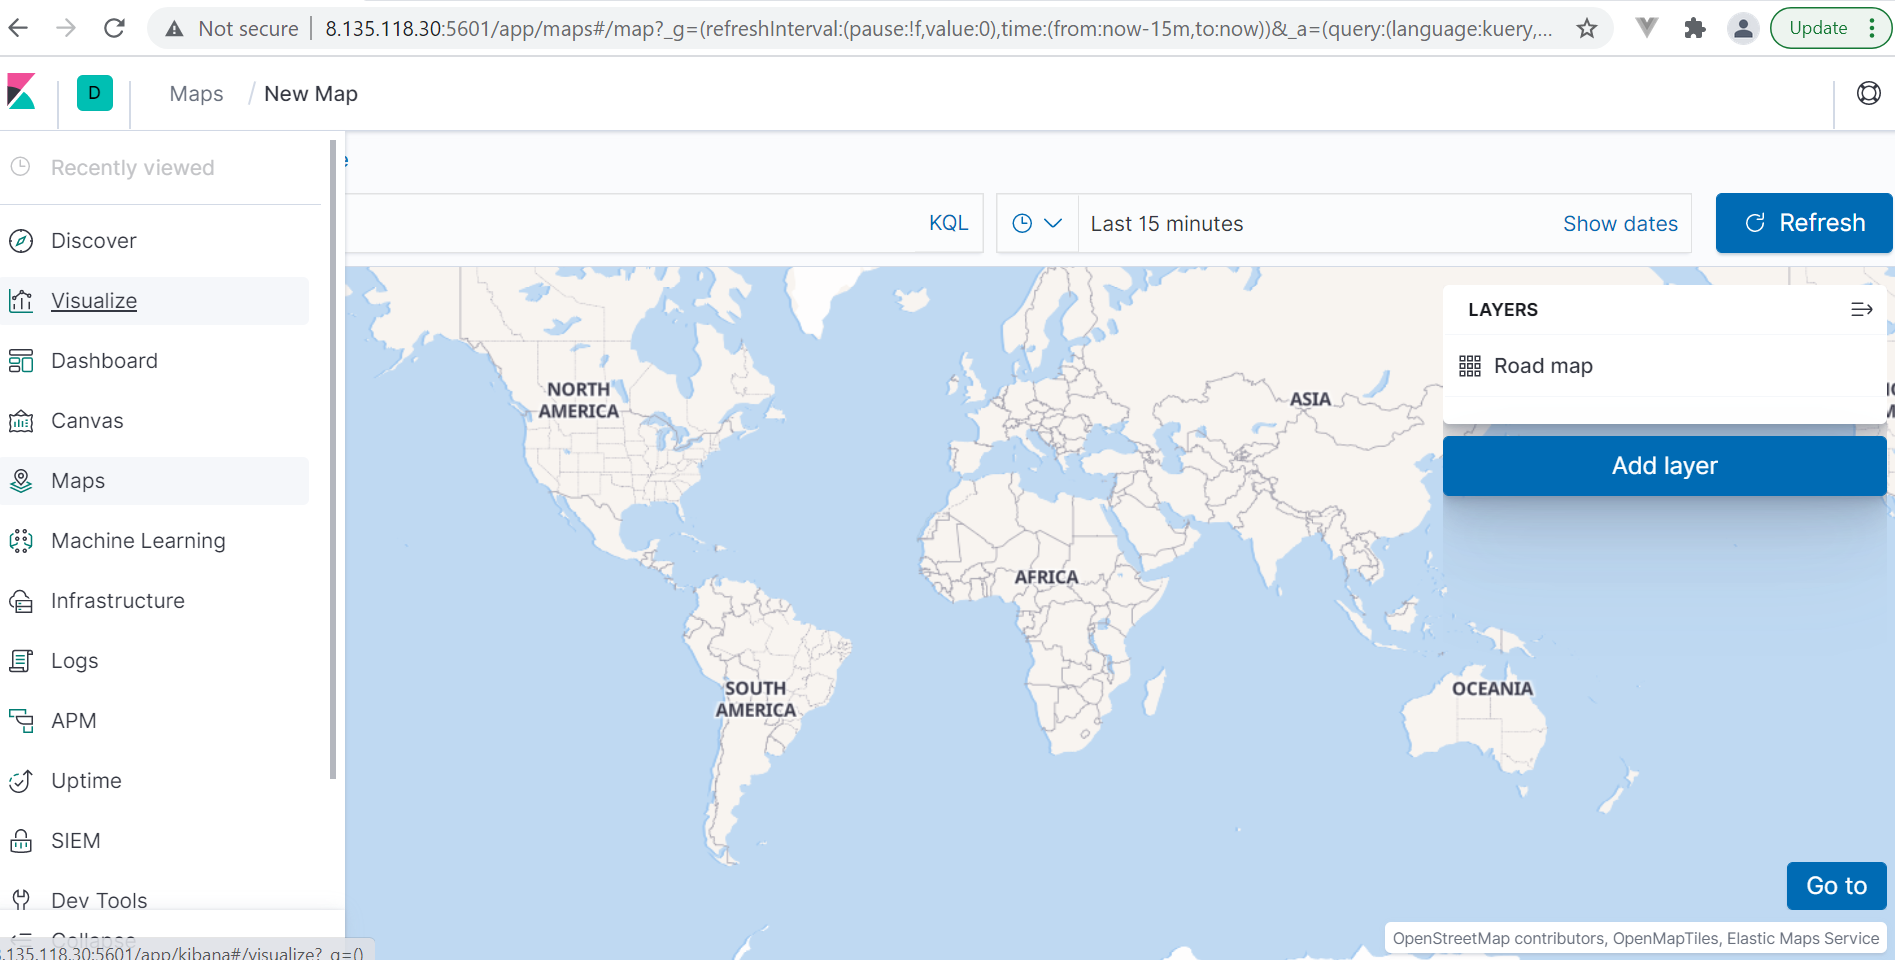 Not secure
8.135.118.30:5601/app/maps#/map?_g=(refreshInterval:(pause:!f,value:0),time:(from:now-15m,to:now))&_a=(query:(language:kuery,...
Update
D
Maps / New Map
Recently viewed
Discover
Visualize
Dashboard
Canvas
Maps
Machine Learning
Infrastructure
Logs
APM
Uptime
SIEM
Dev Tools
Collapse
.135.118.30:5601/app/kibana#/visualize?_g=()
e
KQL
Last 15 minutes
Show dates
Refresh
LAYERS
Road map
Add layer
NORTH
AMERICA
ASIA
AFRICA
SOUTH
AMERICA
OCEANIA
Go to
OpenStreetMap contributors, OpenMapTiles, Elastic Maps Service